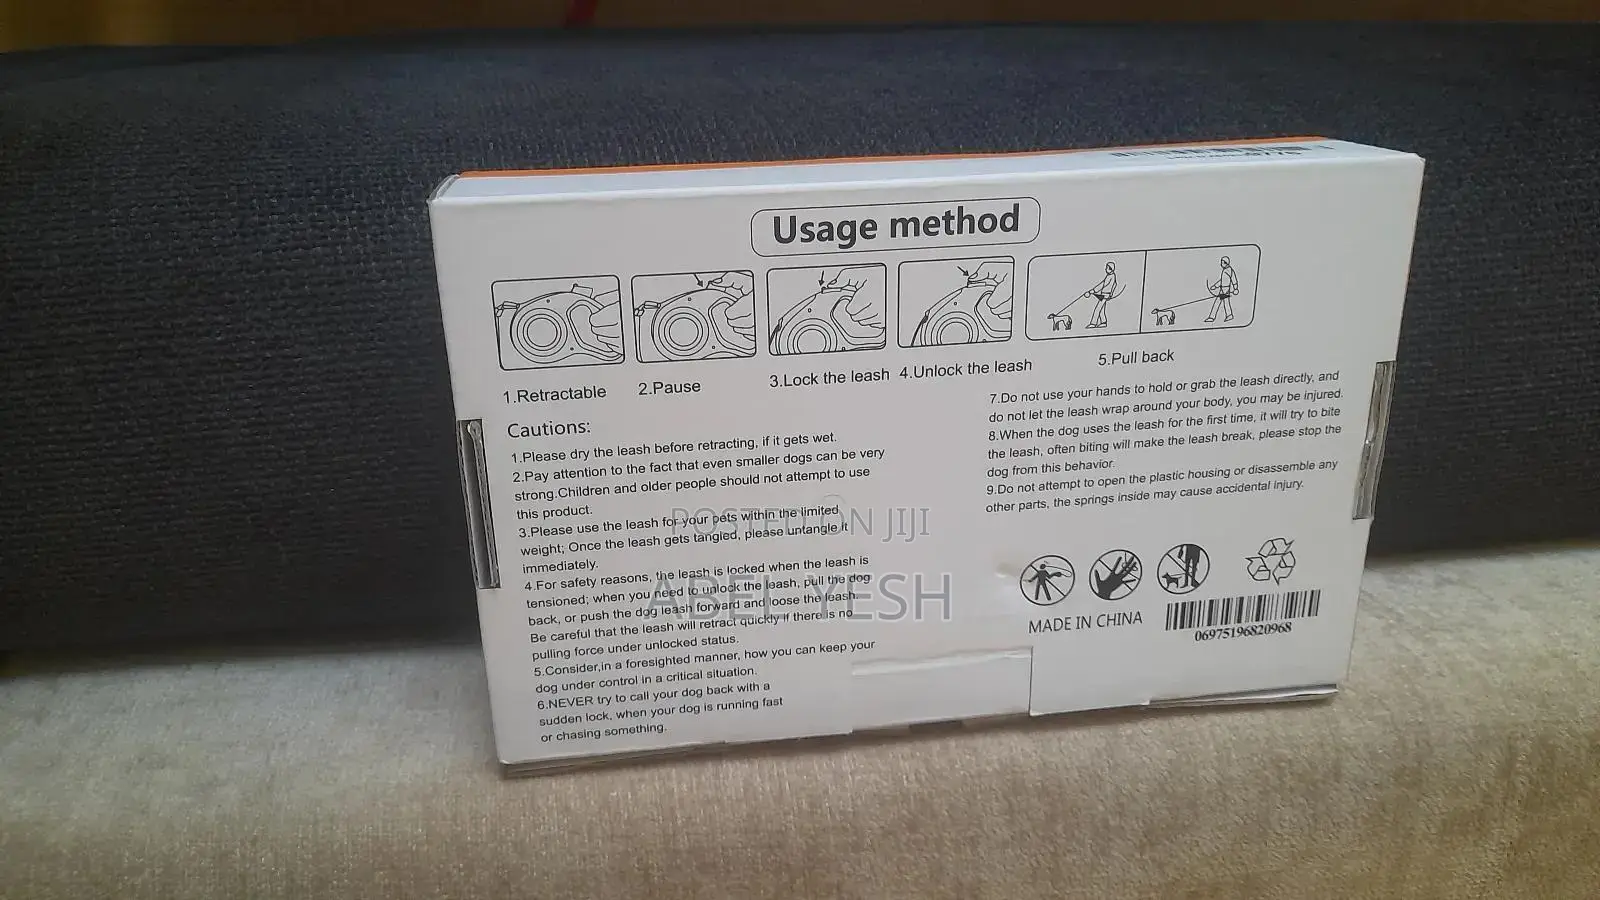 Usage method
1.Retractable
2.Pause
3.Lock the leash
4.Unlock the leash
5.Pull back
Cautions:
1.Please dry the leash before retracting, if it gets wet.
2.Pay attention to the fact that even smaller dogs can be very
strong.Children and older people should not attempt to use
this product.
3.Please use the leash for your pets within the limited
weight; Once the leash gets tangled, please untangle it
immediately.
4.For safety reasons, the leash is locked when the leash is
tensioned; when you need to unlock the leash, pull the dog
back, or push the dog leash forward and loose the leash.
Be careful that the leash will retract quickly if there is no
pulling force under unlocked status.
5.Consider,in a foresighted manner, how you can keep your
dog under control in a critical situation.
6.NEVER try to call your dog back with a
sudden lock, when your dog is running fast
or chasing something.
7.Do not use your hands to hold or grab the leash directly, and
do not let the leash wrap around your body, you may be injured.
8.When the dog uses the leash for the first time, it will try to bite
the leash, often biting will make the leash break, please stop the
dog from this behavior.
9.Do not attempt to open the plastic housing or disassemble any
other parts, the springs inside may cause accidental injury.
MADE IN CHINA
06975196820968
POSTED ON JIJI
ABEL YESH